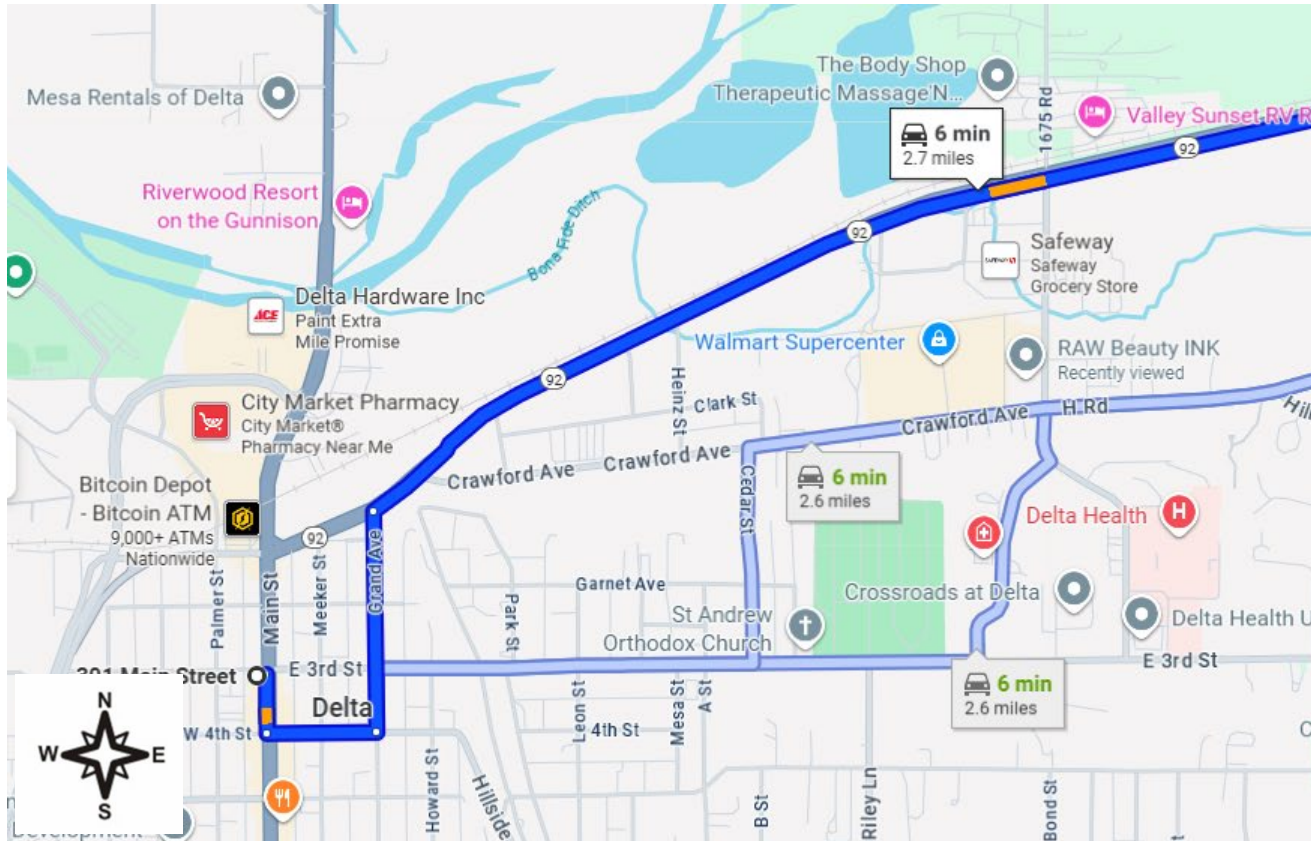 Mesa Rentals of Delta
The Body Shop
Therapeutic Massage N...
1675 Rd
Valley Sunset RV R
6 min
2.7 miles
92
Riverwood Resort
on the Gunnison
Bona Fide Ditch
92
Safeway
Safeway
Grocery Store
ACE
Delta Hardware Inc
Paint Extra
Mile Promise
Walmart Supercenter
RAW Beauty INK
Recently viewed
92
Heinz St
Clark St
City Market Pharmacy
City Market®
Pharmacy Near Me
Crawford Ave
H Rd
Crawford Ave
Crawford Ave
Cedar St
6 min
2.6 miles
Bitcoin Depot
- Bitcoin ATM
9,000+ ATMs
Nationwide
92
Delta Health
H
Palmer St
Main St
Meeker St
Grand Ave
Park St
Garnet Ave
St Andrew
Orthodox Church
Crossroads at Delta
Delta Health U
301 Main Street
E 3rd St
E 3rd St
6 min
2.6 miles
Delta
W 4th St
Leon St
4th St
Mesa St
A St
N
W E
S
Howard St
Hillside
B St
Riley Ln
Bond St
Development